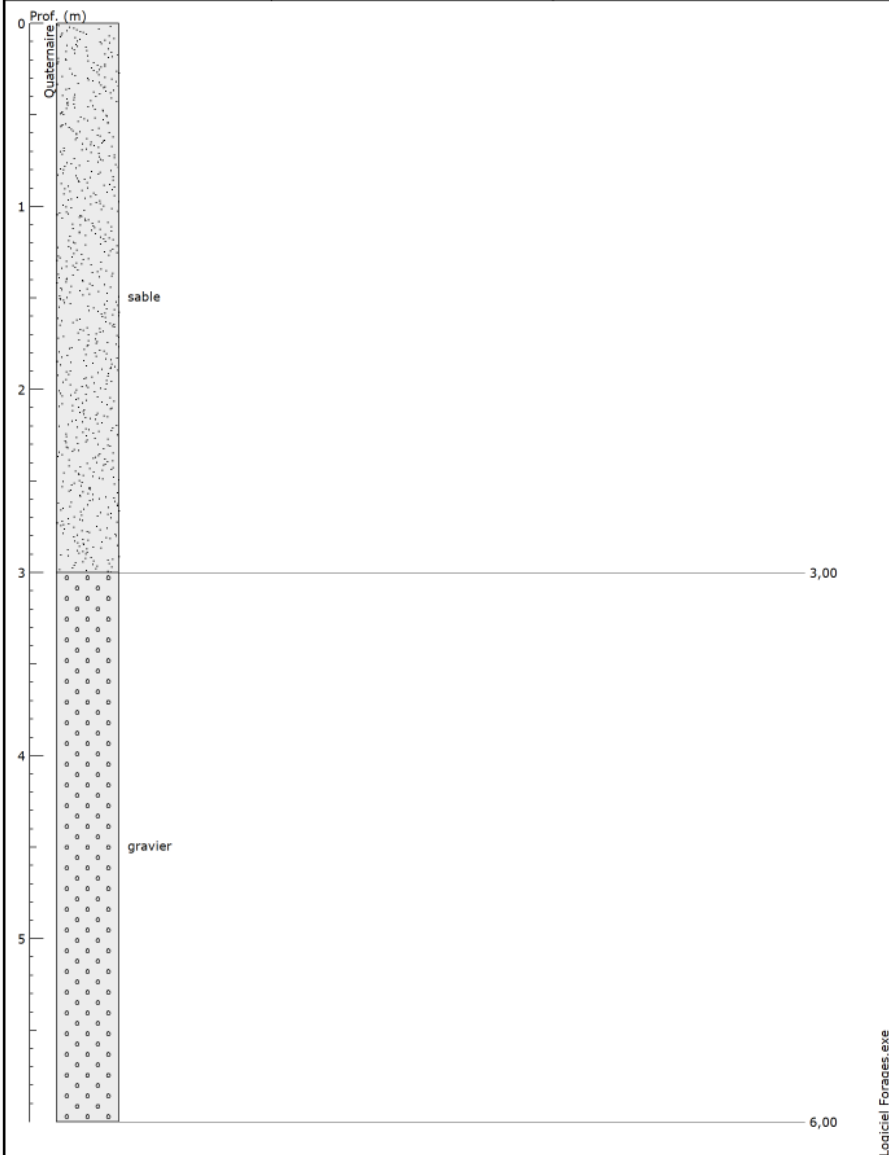 Prof. (m)
0
Quaternaire
1
sable
2
3
3,00
4
gravier
5
6,00
Logiciel Forages.exe